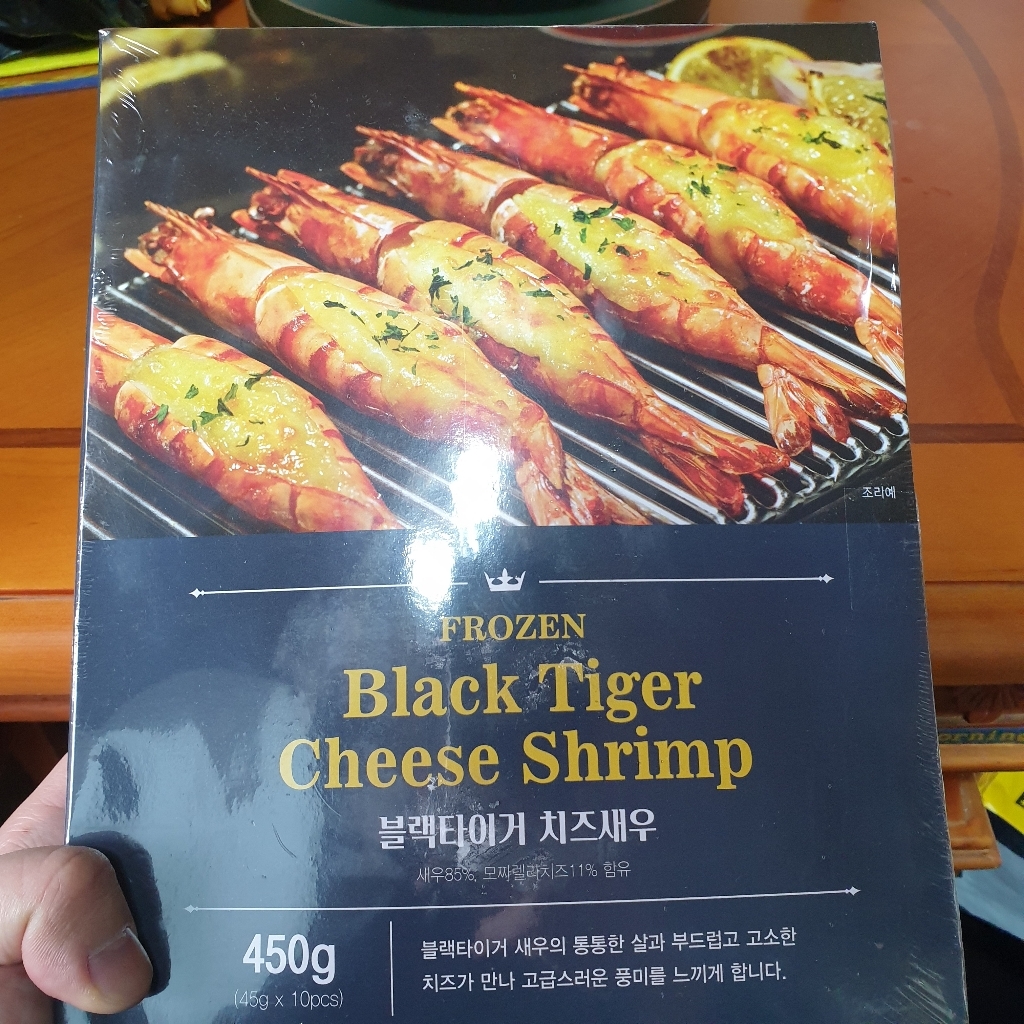 조리예
FROZEN
Black Tiger
Cheese Shrimp
블랙타이거 치즈새우
새우85%, 모짜렐라치즈11% 함유
450g
(45g x 10pcs)
블랙타이거 새우의 통통한 살과 부드럽고 고소한
치즈가 만나 고급스러운 풍미를 느끼게 합니다.